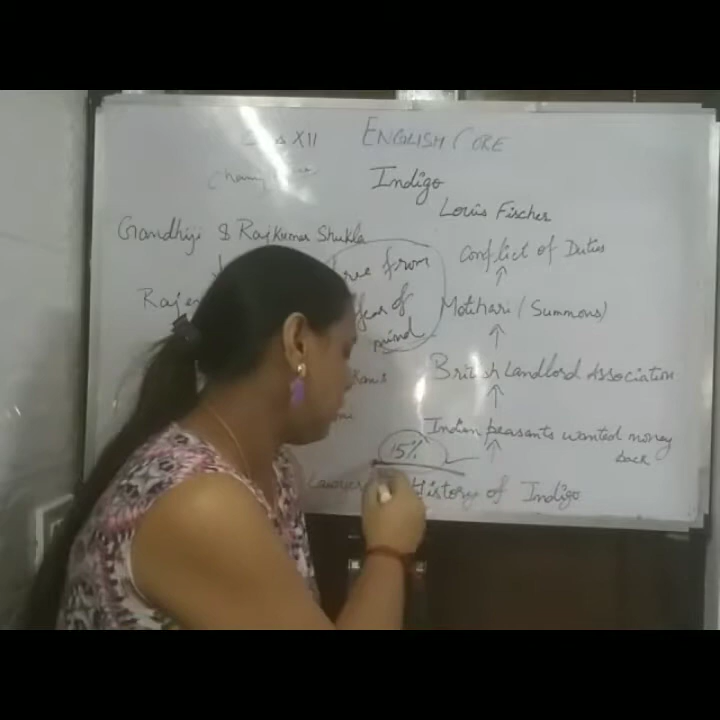 XII ENGLISH CORE
Indigo
Louis Fischer
Gandhiji & Rajkumar Shukla
free from
fear of
mind
Conflict of Duties
Motihari (Summons)
British Landlord Association
Indian peasants wanted money
back
15%
History of Indigo